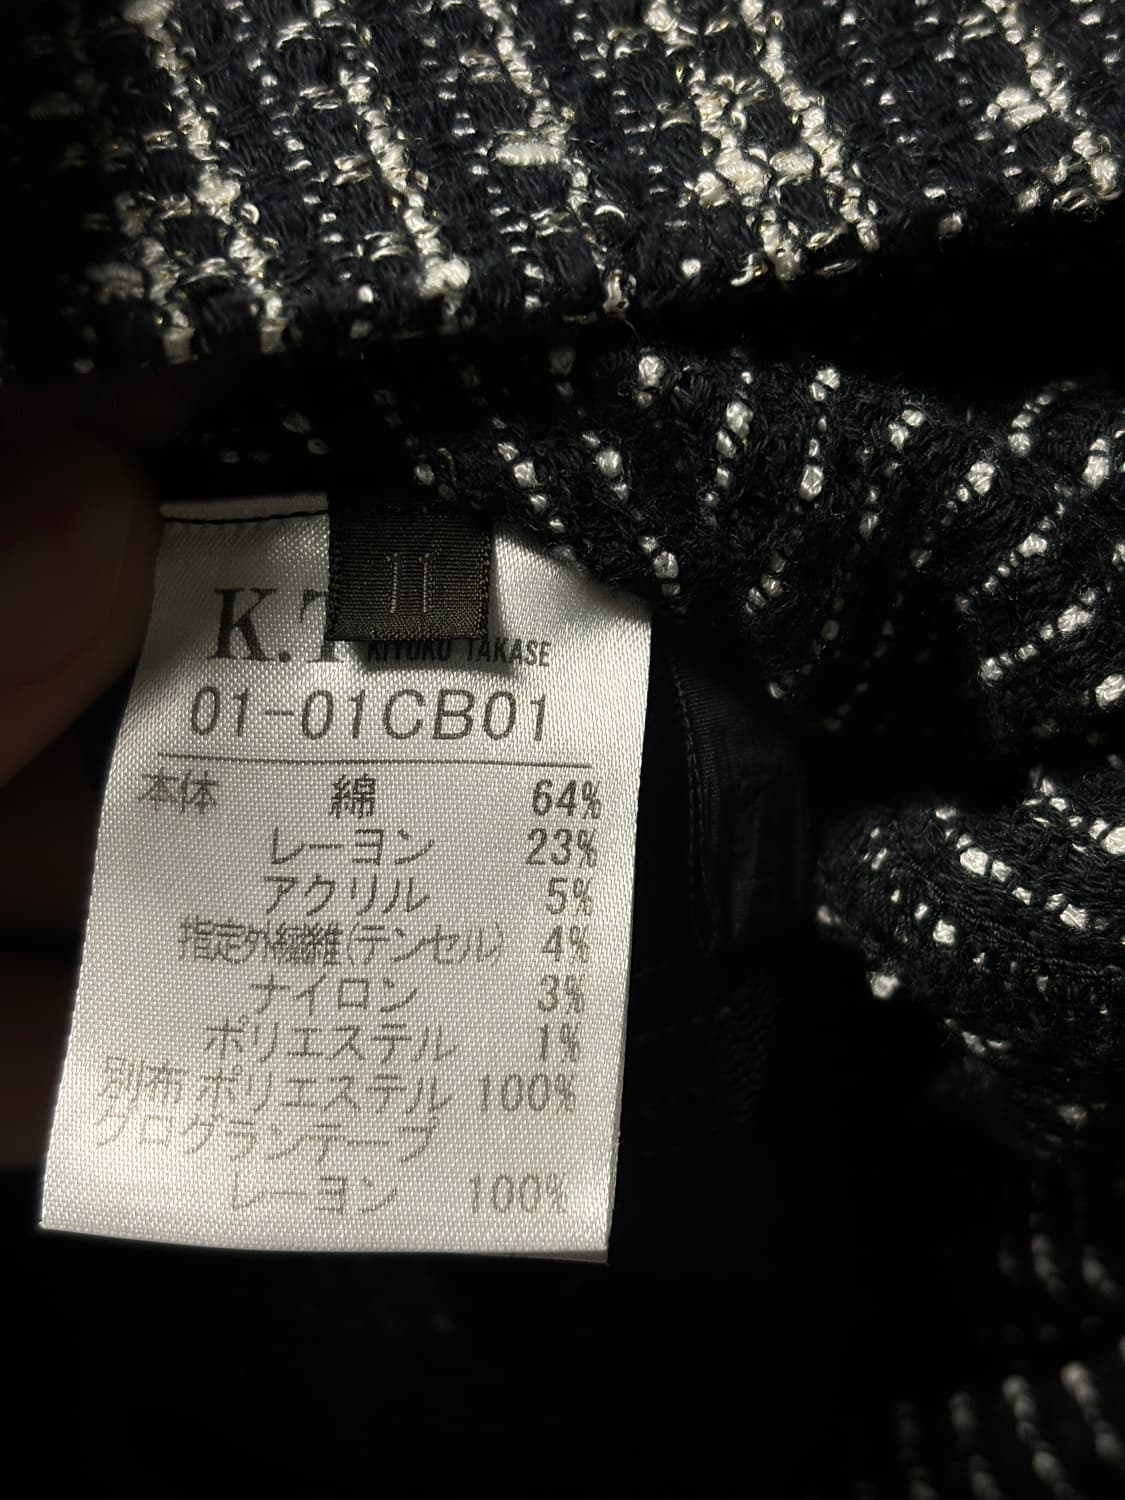 II
K.T
KIYOKO TAKASE
01-01CB01
本体 綿 64%
レーヨン 23%
アクリル 5%
指定外繊維(テンセル) 4%
ナイロン 3%
ポリエステル 1%
別布 ポリエステル 100%
グログランテープ
レーヨン 100%